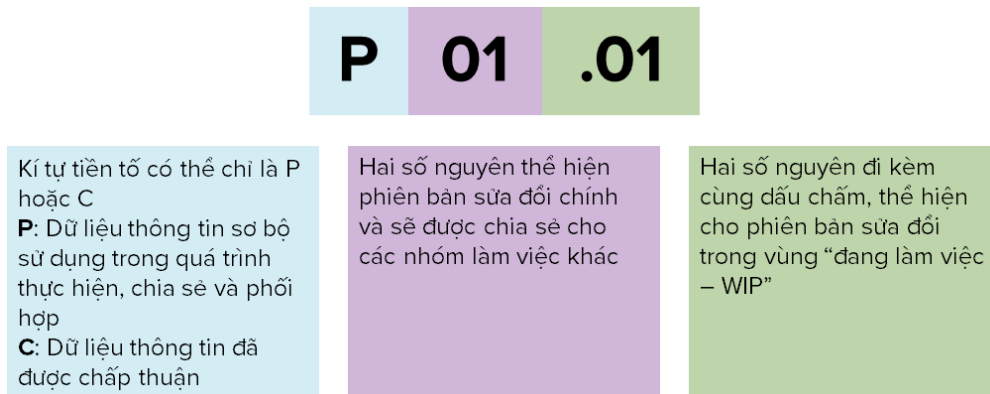 P 01 .01
Kí tự tiền tố có thể chỉ là P
hoặc C
P: Dữ liệu thông tin sơ bộ
sử dụng trong quá trình
thực hiện, chia sẻ và phối
hợp
C: Dữ liệu thông tin đã
được chấp thuận
Hai số nguyên thể hiện
phiên bản sửa đổi chính
và sẽ được chia sẻ cho
các nhóm làm việc khác
Hai số nguyên đi kèm
cùng dấu chấm, thể hiện
cho phiên bản sửa đổi
trong vùng “đang làm việc
– WIP”